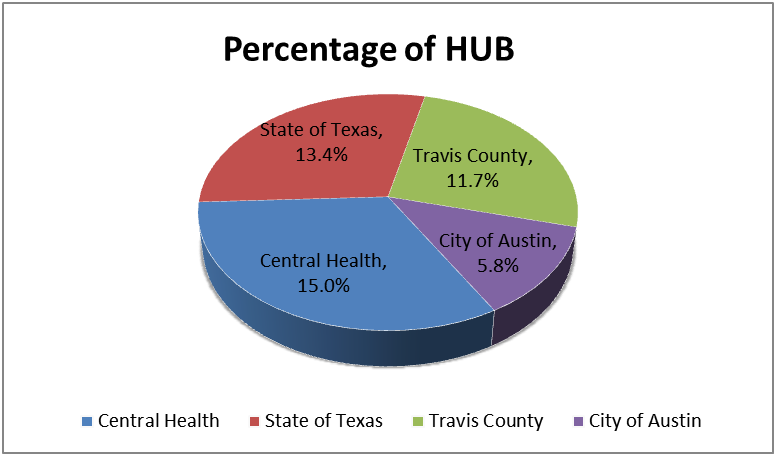 Percentage of HUB
State of Texas,
13.4%
Travis County,
11.7%
City of Austin,
5.8%
Central Health,
15.0%
Central Health
State of Texas
Travis County
City of Austin